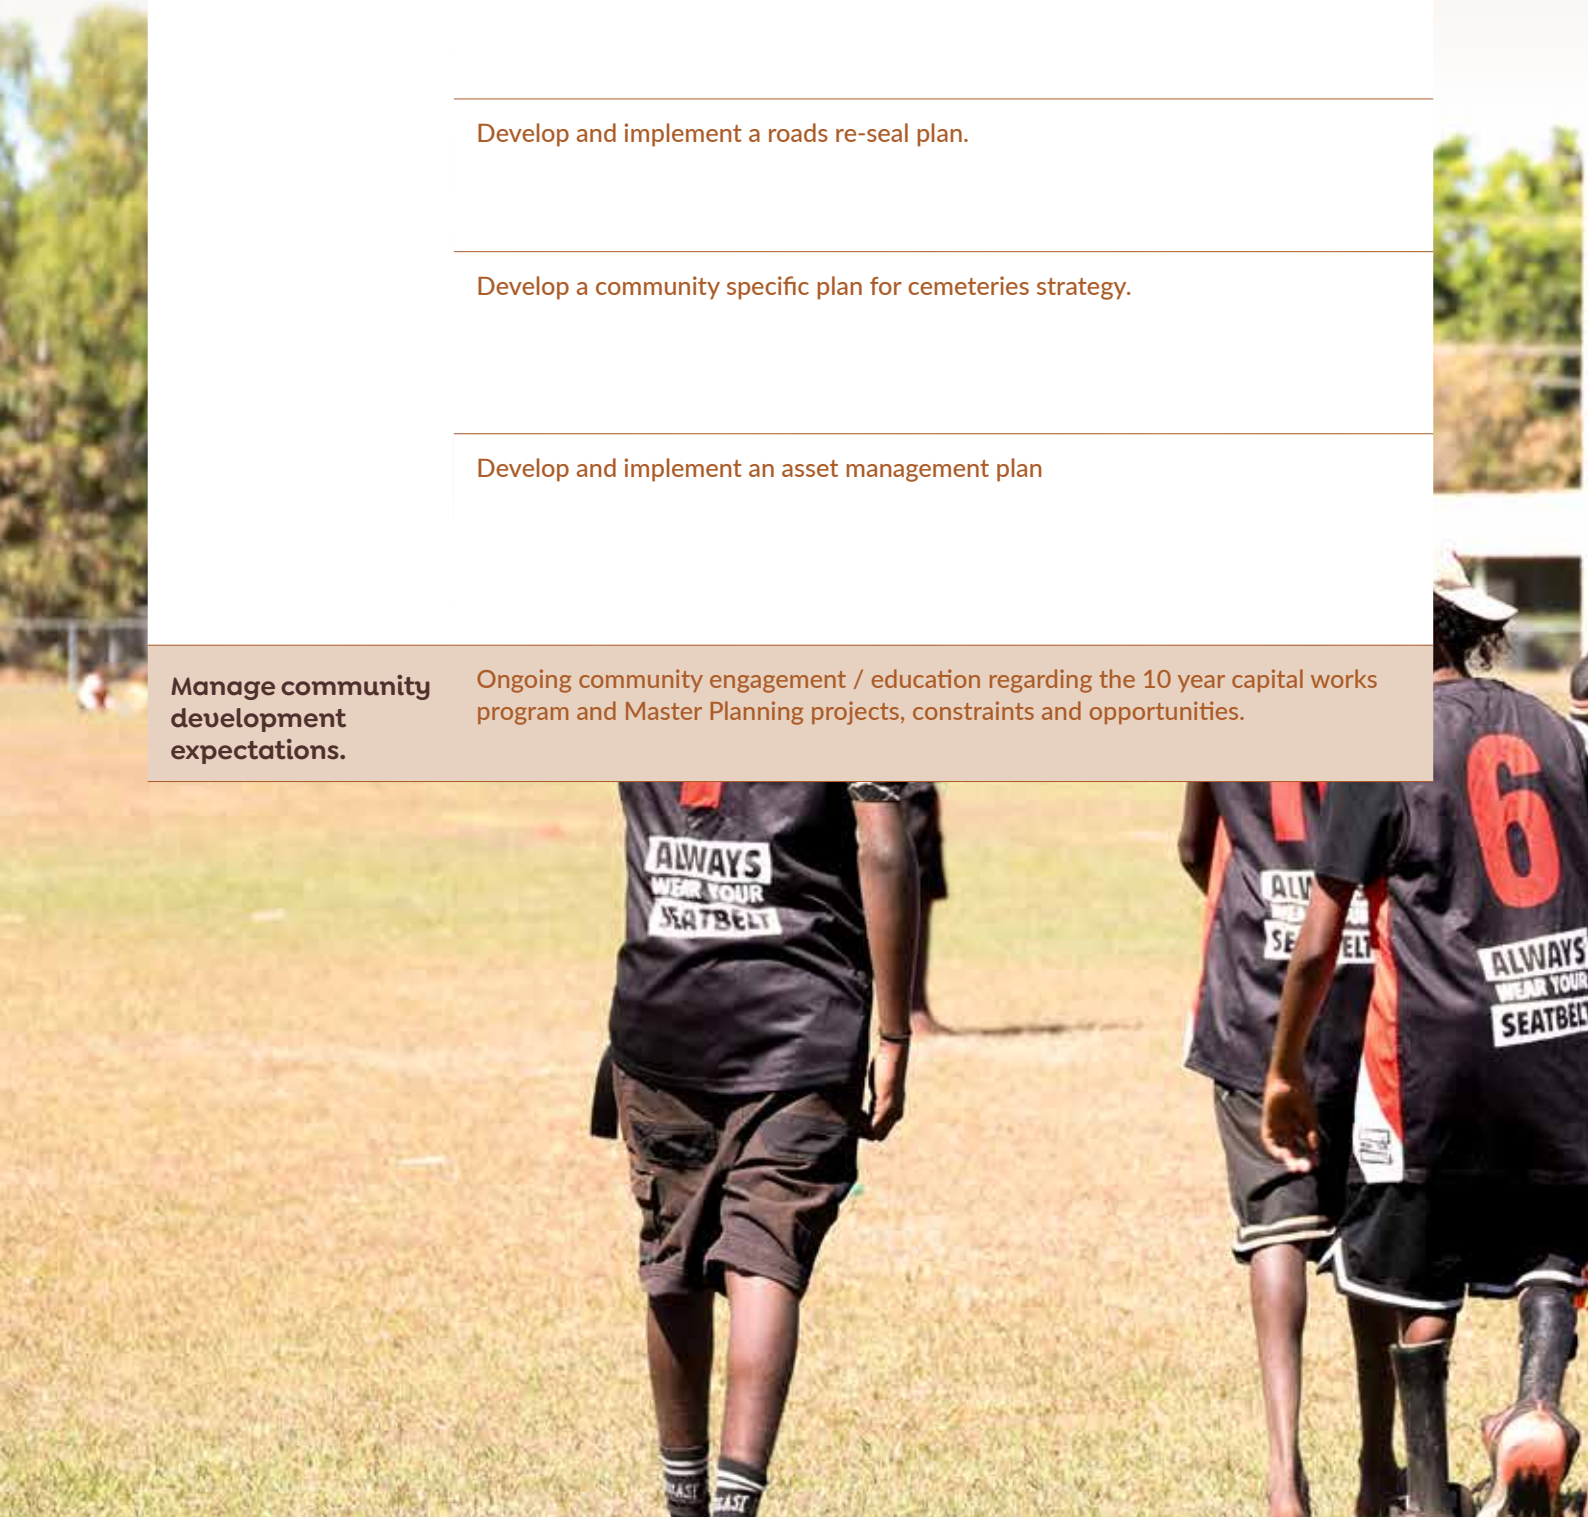 Develop and implement a roads re-seal plan.
Develop a community specific plan for cemeteries strategy.
Develop and implement an asset management plan
Manage community
development
expectations.
Ongoing community engagement / education regarding the 10 year capital works
program and Master Planning projects, constraints and opportunities.
ALWAYS
WEAR YOUR
SEATBELT
6
ALWAYS
WEAR YOUR
SEATBELT